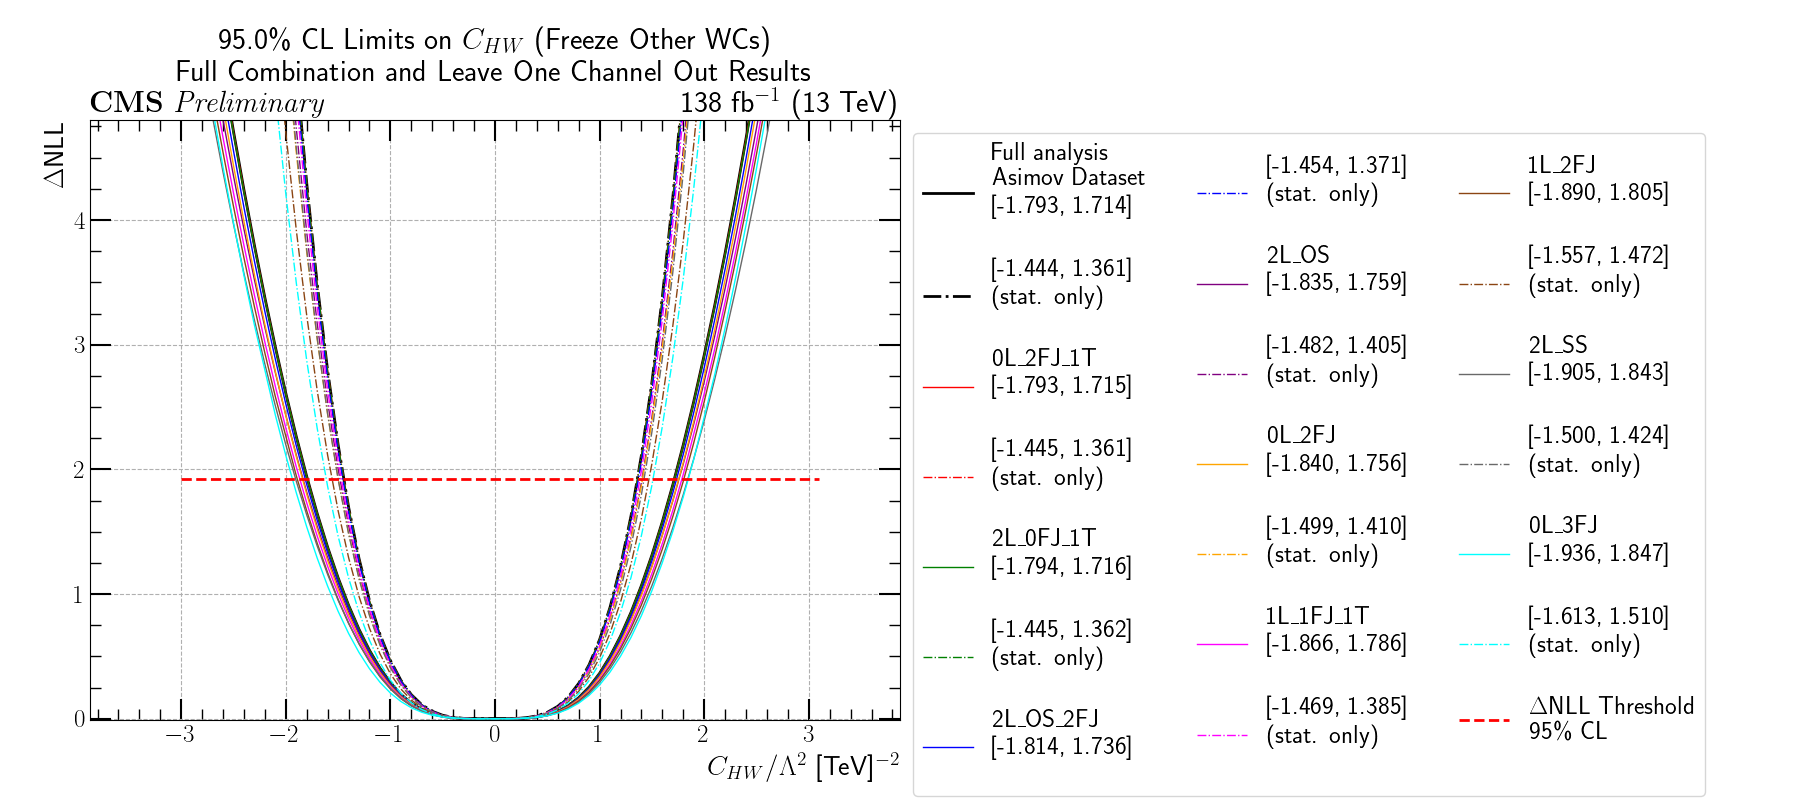 95.0% CL Limits on C_{HW} (Freeze Other WCs)
Full Combination and Leave One Channel Out Results
CMS Preliminary
138 fb^{-1} (13 TeV)
ΔNLL
4
3
2
1
0
−3
−2
−1
0
1
2
3
C_{HW}/Λ^2 [TeV]^{-2}
Full analysis
Asimov Dataset
[-1.793, 1.714]
[-1.444, 1.361]
(stat. only)
0L_2FJ_1T
[-1.793, 1.715]
[-1.445, 1.361]
(stat. only)
2L_0FJ_1T
[-1.794, 1.716]
[-1.445, 1.362]
(stat. only)
2L_OS_2FJ
[-1.814, 1.736]
[-1.454, 1.371]
(stat. only)
2L_OS
[-1.835, 1.759]
[-1.482, 1.405]
(stat. only)
0L_2FJ
[-1.840, 1.756]
[-1.499, 1.410]
(stat. only)
1L_1FJ_1T
[-1.866, 1.786]
[-1.469, 1.385]
(stat. only)
1L_2FJ
[-1.890, 1.805]
[-1.557, 1.472]
(stat. only)
2L_SS
[-1.905, 1.843]
[-1.500, 1.424]
(stat. only)
0L_3FJ
[-1.936, 1.847]
[-1.613, 1.510]
(stat. only)
ΔNLL Threshold
95% CL